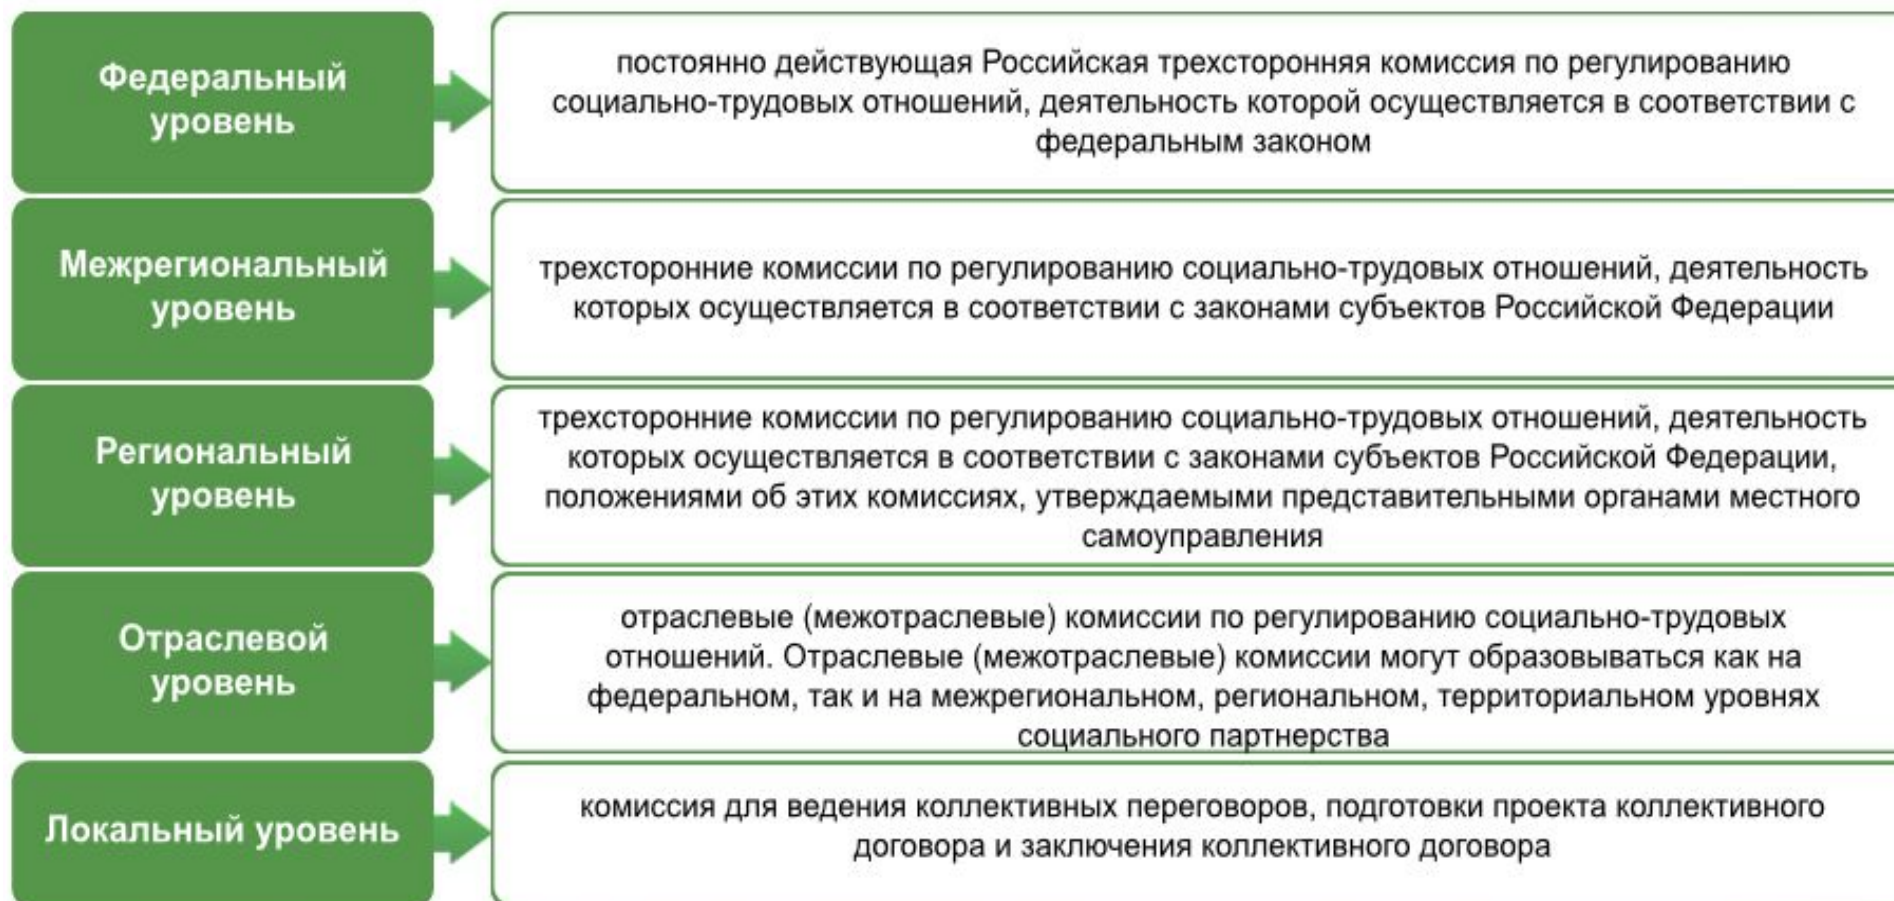 Федеральный
уровень
постоянно действующая Российская трехсторонняя комиссия по регулированию
социально-трудовых отношений, деятельность которой осуществляется в соответствии с
федеральным законом
Межрегиональный
уровень
трехсторонние комиссии по регулированию социально-трудовых отношений, деятельность
которых осуществляется в соответствии с законами субъектов Российской Федерации
Региональный
уровень
трехсторонние комиссии по регулированию социально-трудовых отношений, деятельность
которых осуществляется в соответствии с законами субъектов Российской Федерации,
положениями об этих комиссиях, утверждаемыми представительными органами местного
самоуправления
Отраслевой
уровень
отраслевые (межотраслевые) комиссии по регулированию социально-трудовых
отношений. Отраслевые (межотраслевые) комиссии могут образовываться как на
федеральном, так и на межрегиональном, региональном, территориальном уровнях
социального партнерства
Локальный уровень
комиссия для ведения коллективных переговоров, подготовки проекта коллективного
договора и заключения коллективного договора